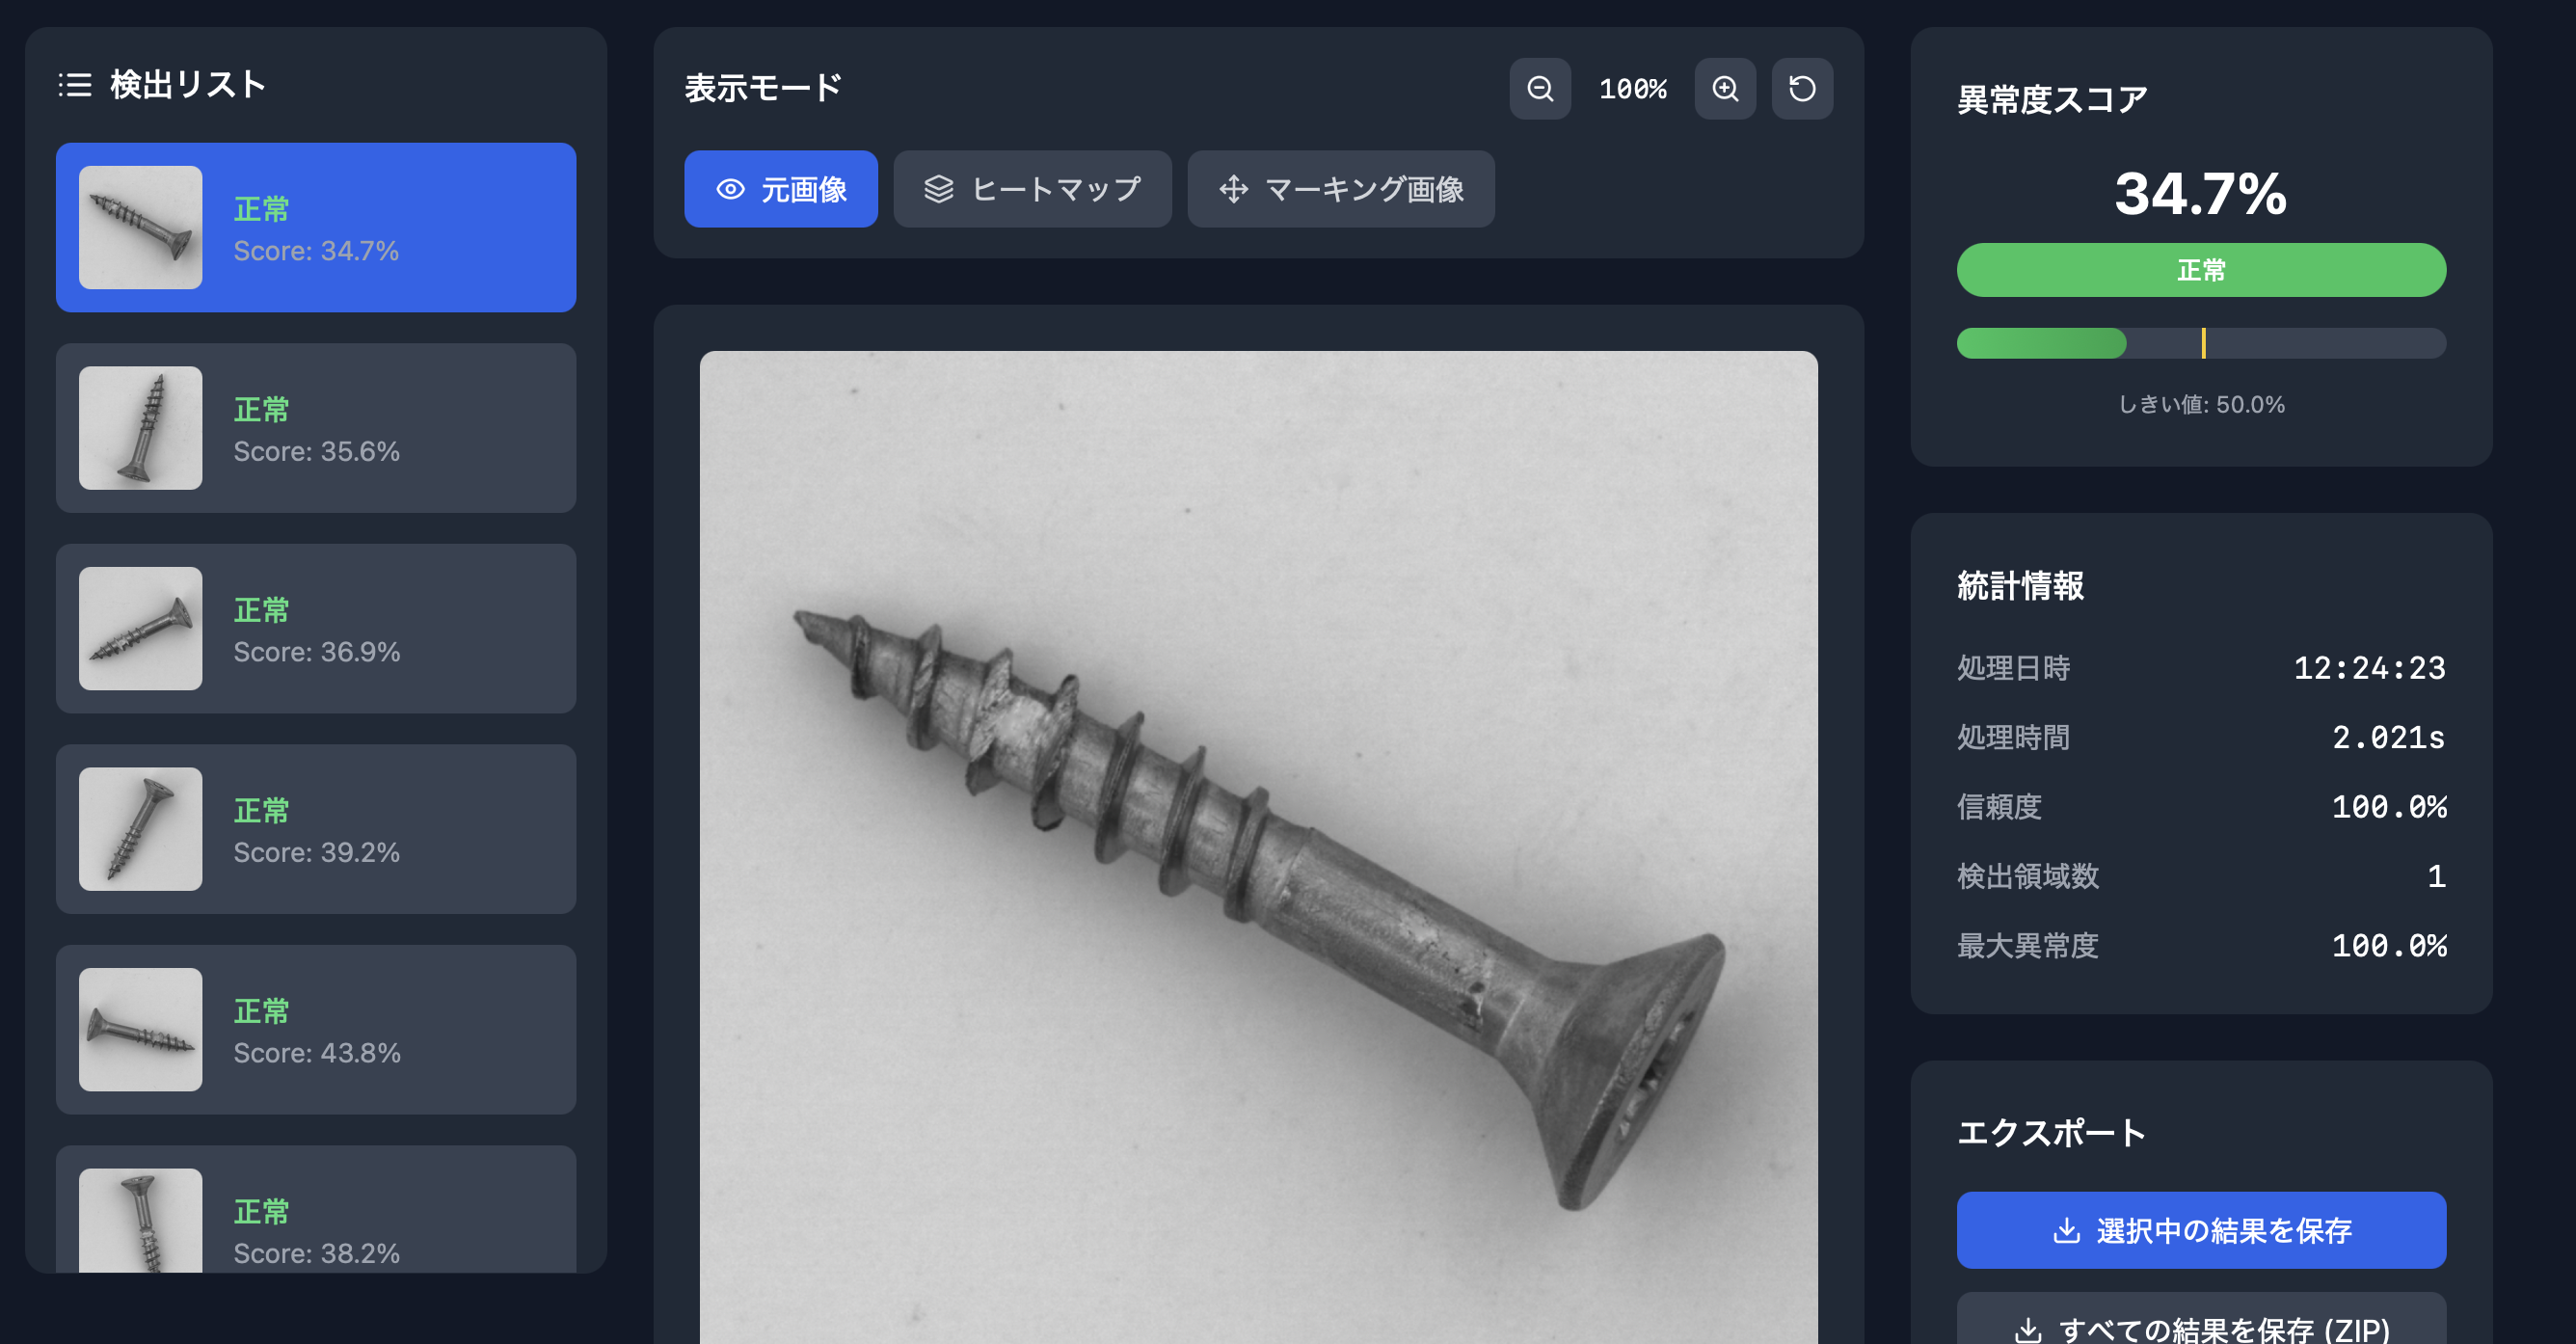 検出リスト
正常
Score: 34.7%
正常
Score: 35.6%
正常
Score: 36.9%
正常
Score: 39.2%
正常
Score: 43.8%
正常
Score: 38.2%
表示モード
100%
元画像
ヒートマップ
マーキング画像
異常度スコア
34.7%
正常
しきい値: 50.0%
統計情報
処理日時 12:24:23
処理時間 2.021s
信頼度 100.0%
検出領域数 1
最大異常度 100.0%
エクスポート
選択中の結果を保存
すべての結果を保存 (ZIP)